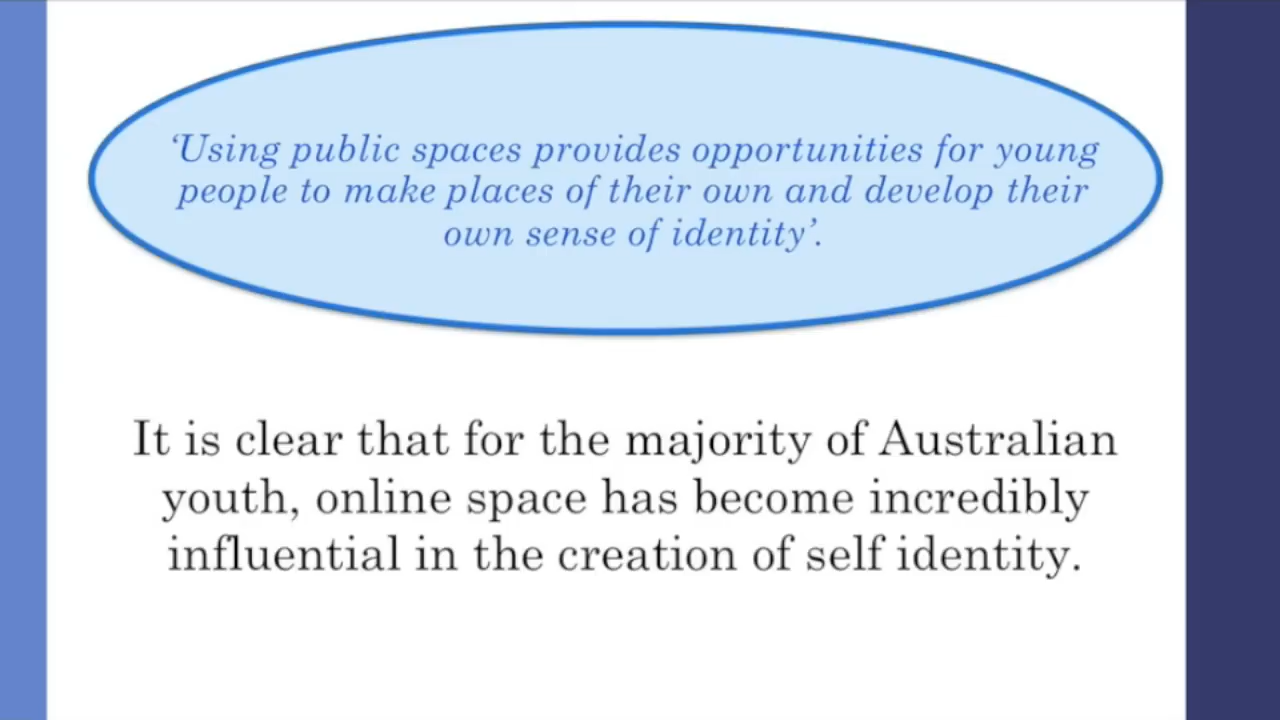 ‘Using public spaces provides opportunities for young
people to make places of their own and develop their
own sense of identity’.
It is clear that for the majority of Australian
youth, online space has become incredibly
influential in the creation of self identity.